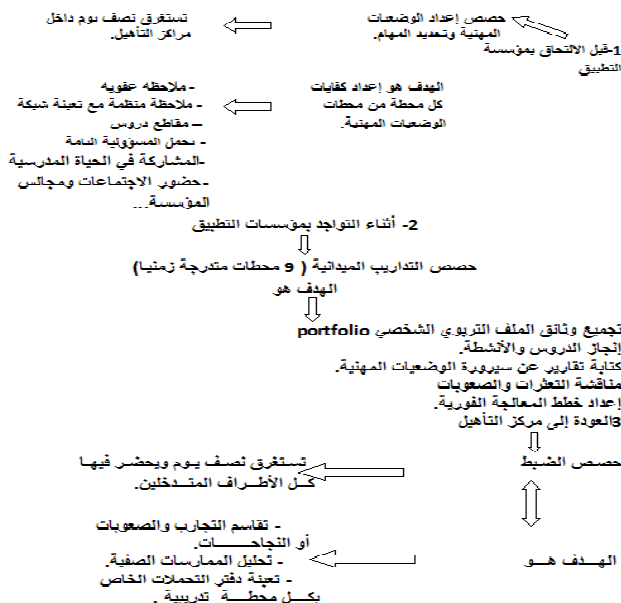 1-قبل الالتحاق بمؤسسة
التطبيق
حصص إعداد الوضعيات
المهنية وتحديد المهام.
تستغرق نصف يوم داخل
مراكز التأهيل.
الهدف هو إعداد كفايات
كل محطة من محطات
الوضعيات المهنية.
- ملاحظة عفوية
- ملاحظة منظمة مع تعبئة شبكة
– مقاطع دروس
- تحمل المسؤولية التامة
-المشاركة في الحياة المدرسية
-حضور الاجتماعات ومجالس
المؤسسة...
2- أثناء التواجد بمؤسسات التطبيق
حصص التداريب الميدانية ( 9 محطات متدرجة زمنيا)
الهدف هو
تجميع وثائق الملف التربوي الشخصي portfolio
إنجاز الدروس والأنشطة.
كتابة تقارير عن سيرورة الوضعيات المهنية.
مناقشة التعثرات والصعوبات
إعداد خطط المعالجة الفورية.
3العودة إلى مركز التأهيل
حصص الضبط
تستغرق نصف يوم ويحضر فيها
كل الأطراف المتدخلين.
الهدف هو
- تقاسم التجارب والصعوبات
أو النجاحات.
- تحليل الممارسات الصفية.
- تعبئة دفتر التحملات الخاص
بكل محطة تدريبية .